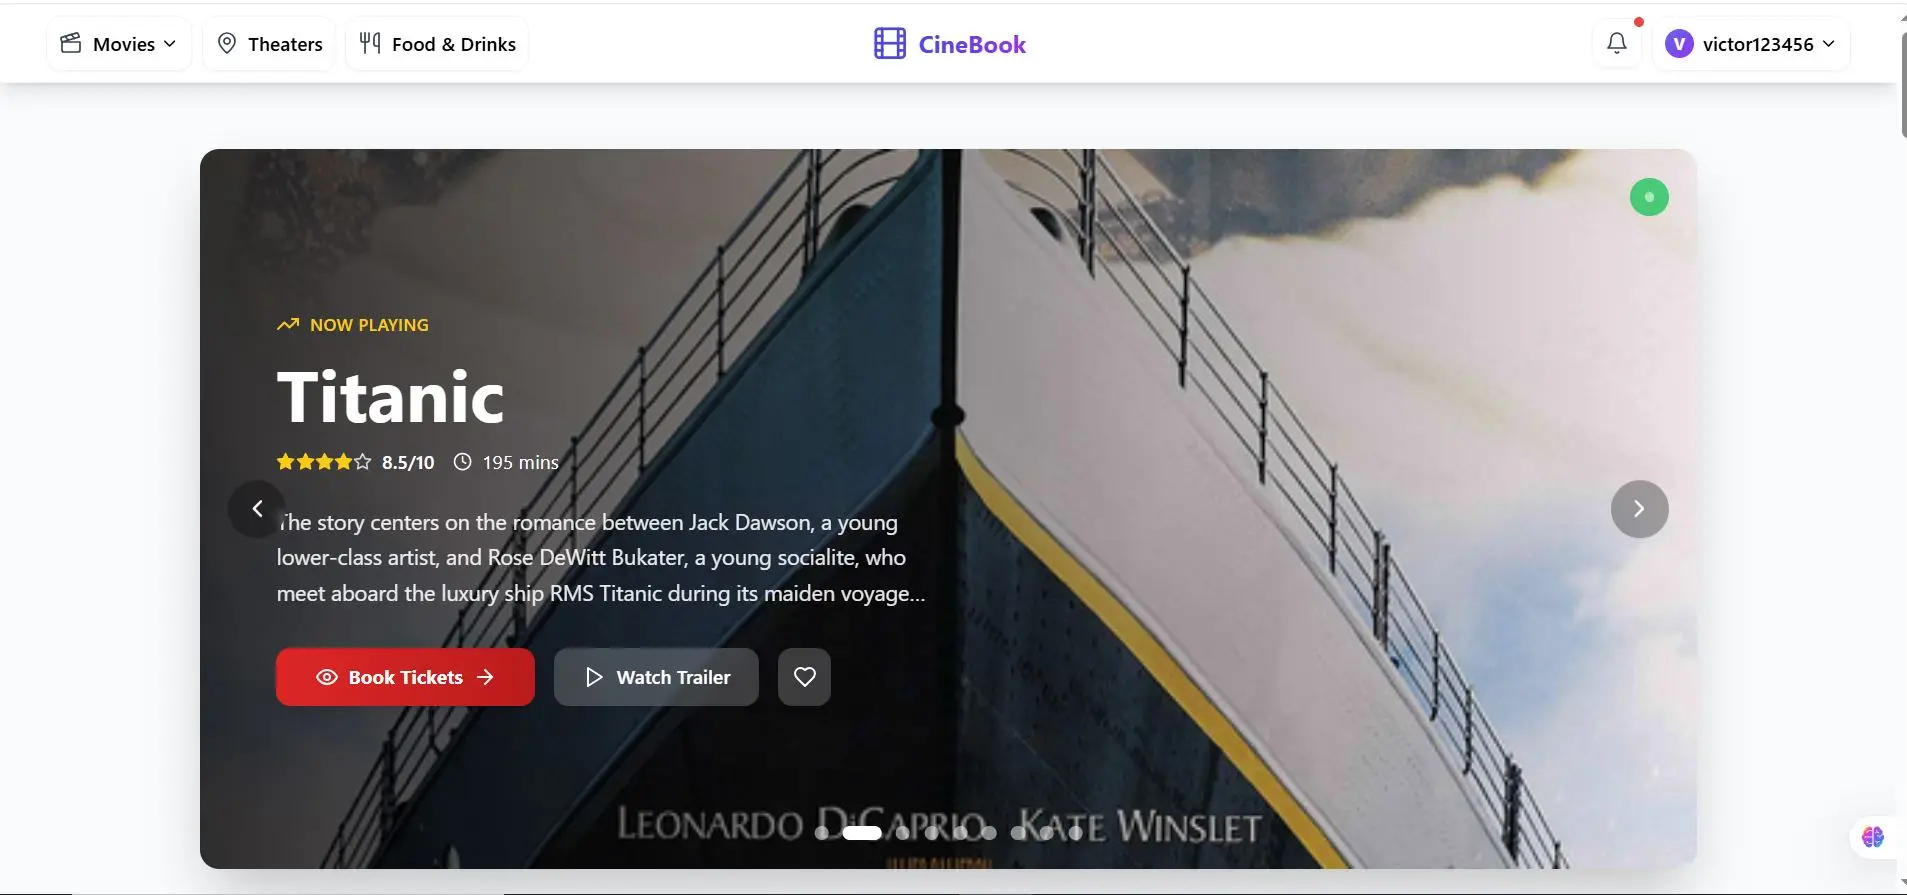 Movies
Theaters
Food & Drinks
CineBook
V
victor123456
NOW PLAYING
Titanic
8.5/10
195 mins
The story centers on the romance between Jack Dawson, a young
lower-class artist, and Rose DeWitt Bukater, a young socialite, who
meet aboard the luxury ship RMS Titanic during its maiden voyage...
Book Tickets
Watch Trailer
LEONARDO DICAPRIO KATE WINSLET